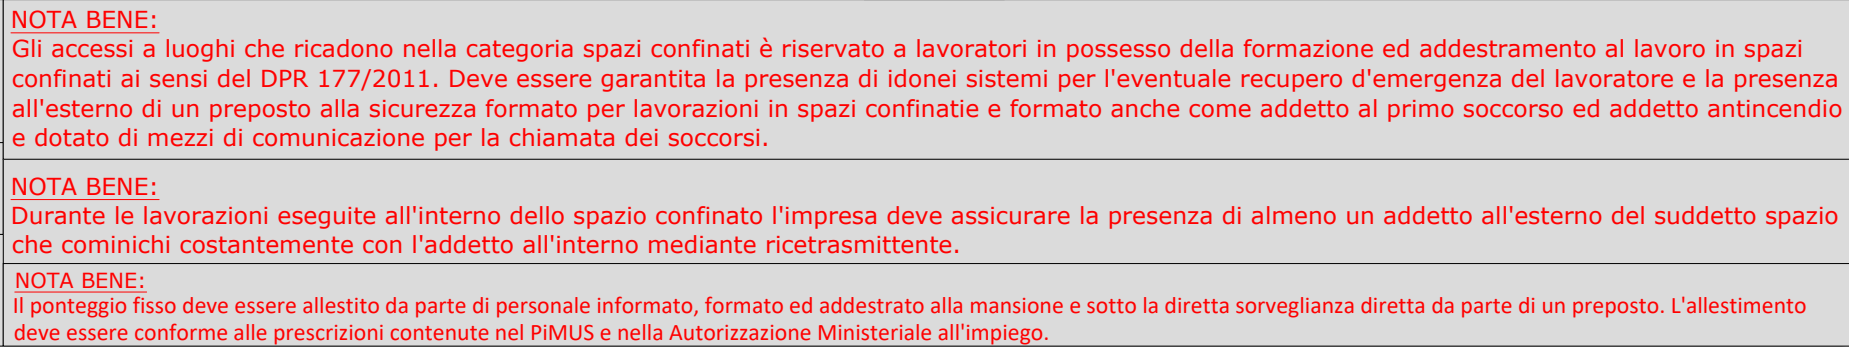 NOTA BENE:
Gli accessi a luoghi che ricadono nella categoria spazi confinati è riservato a lavoratori in possesso della formazione ed addestramento al lavoro in spazi
confinati ai sensi del DPR 177/2011. Deve essere garantita la presenza di idonei sistemi per l'eventuale recupero d'emergenza del lavoratore e la presenza
all'esterno di un preposto alla sicurezza formato per lavorazioni in spazi confinatie e formato anche come addetto al primo soccorso ed addetto antincendio
e dotato di mezzi di comunicazione per la chiamata dei soccorsi.
NOTA BENE:
Durante le lavorazioni eseguite all'interno dello spazio confinato l'impresa deve assicurare la presenza di almeno un addetto all'esterno del suddetto spazio
che cominichi costantemente con l'addetto all'interno mediante ricetrasmittente.
NOTA BENE:
Il ponteggio fisso deve essere allestito da parte di personale informato, formato ed addestrato alla mansione e sotto la diretta sorveglianza diretta da parte di un preposto. L'allestimento
deve essere conforme alle prescrizioni contenute nel PiMUS e nella Autorizzazione Ministeriale all'impiego.